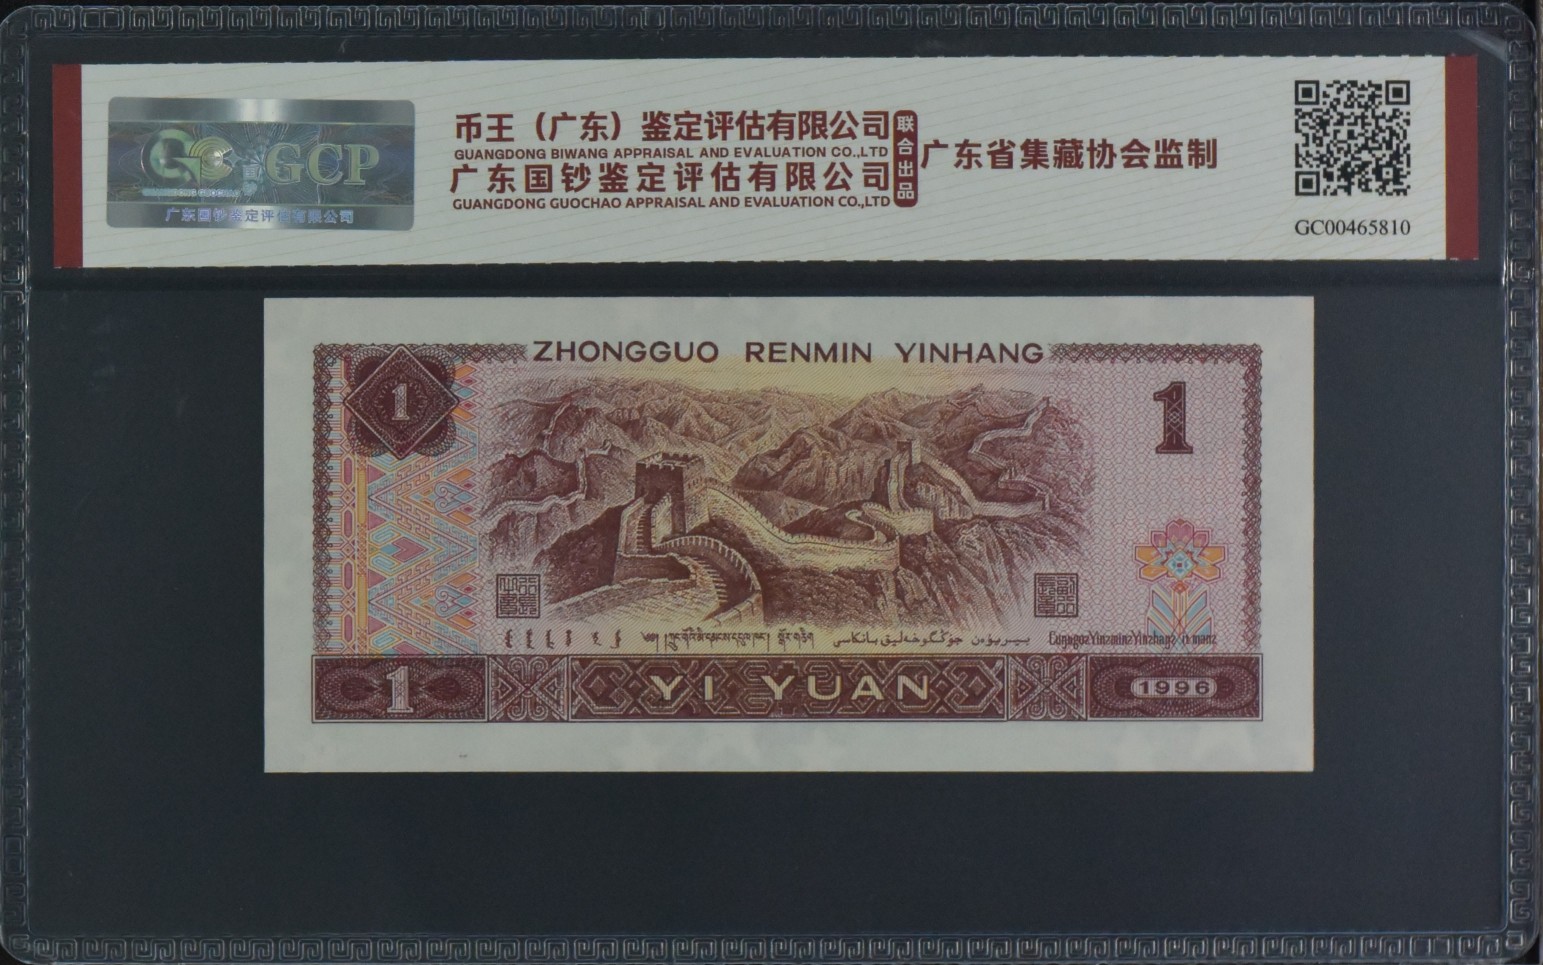 GCP
广东国钞鉴定评估有限公司
币王（广东）鉴定评估有限公司
GUANGDONG BIWANG APPRAISAL AND EVALUATION CO.,LTD
广东国钞鉴定评估有限公司
GUANGDONG GUOCHAO APPRAISAL AND EVALUATION CO.,LTD
联合出品
广东省集藏协会监制
GC00465810
ZHONGGUO RENMIN YINHANG
1
1
YI YUAN
1
1996